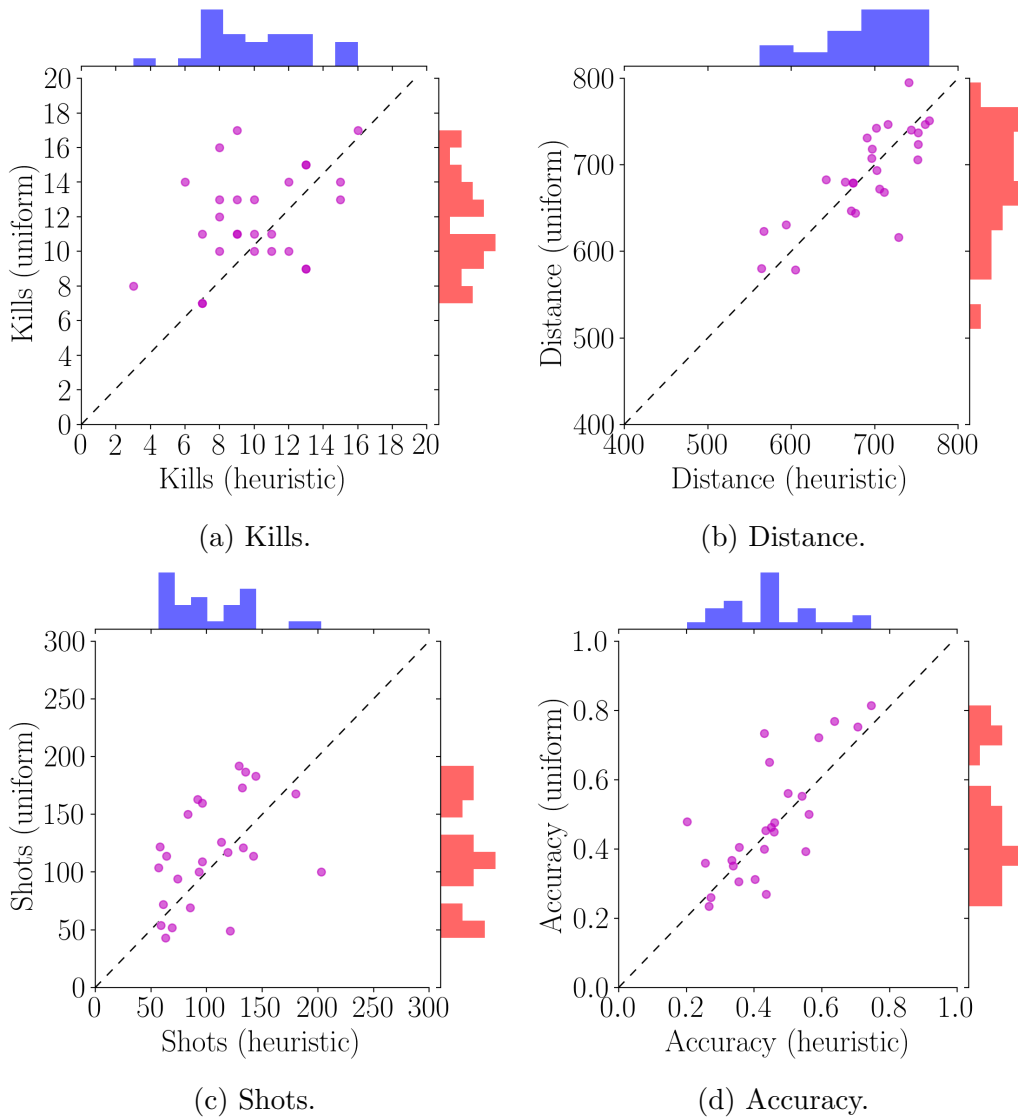 20
18
16
14
12
10
8
6
4
2
0
Kills (uniform)
0 2 4 6 8 10 12 14 16 18 20
Kills (heuristic)
(a) Kills.
800
700
600
500
400
Distance (uniform)
400 500 600 700 800
Distance (heuristic)
(b) Distance.
300
250
200
150
100
50
0
Shots (uniform)
0 50 100 150 200 250 300
Shots (heuristic)
(c) Shots.
1.0
0.8
0.6
0.4
0.2
0.0
Accuracy (uniform)
0.0 0.2 0.4 0.6 0.8 1.0
Accuracy (heuristic)
(d) Accuracy.